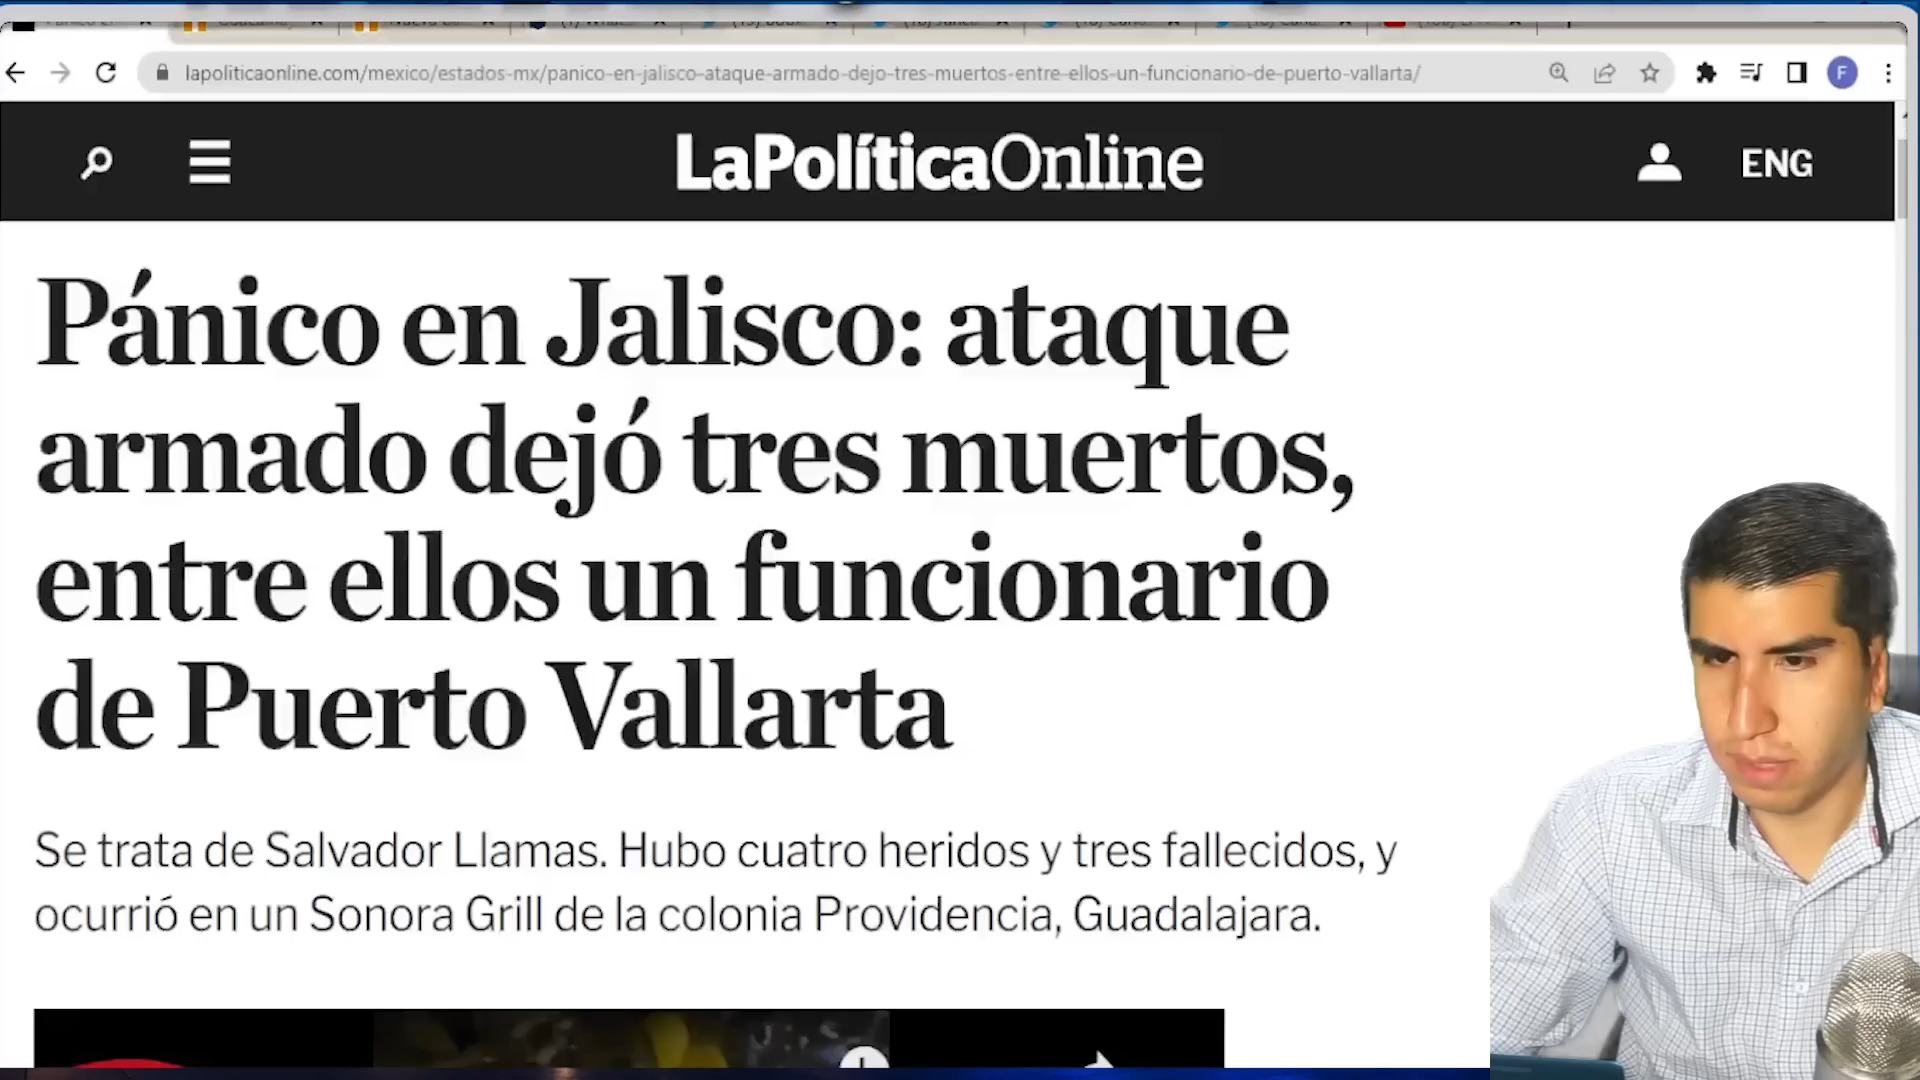 lapoliticaonline.com/mexico/estados-mx/panico-en-jalisco-ataque-armado-dejo-tres-muertos-entre-ellos-un-funcionario-de-puerto-vallarta/
F
LaPolíticaOnline
ENG
Pánico en Jalisco: ataque
armado dejó tres muertos,
entre ellos un funcionario
de Puerto Vallarta
Se trata de Salvador Llamas. Hubo cuatro heridos y tres fallecidos, y
ocurrió en un Sonora Grill de la colonia Providencia, Guadalajara.